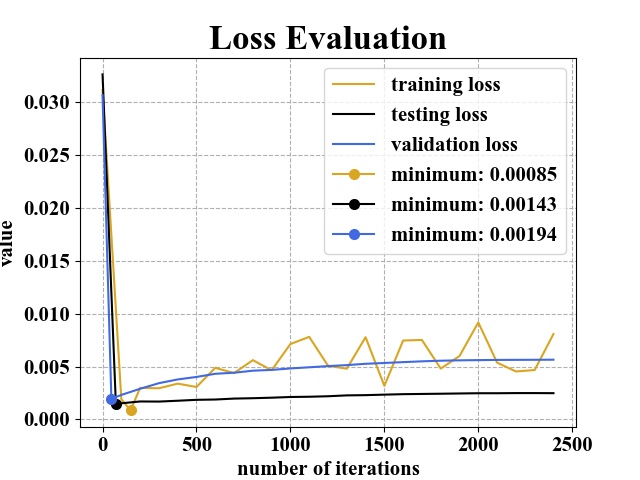 Loss Evaluation
training loss
testing loss
validation loss
minimum: 0.00085
minimum: 0.00143
minimum: 0.00194
value
0.030
0.025
0.020
0.015
0.010
0.005
0.000
0 500 1000 1500 2000 2500
number of iterations